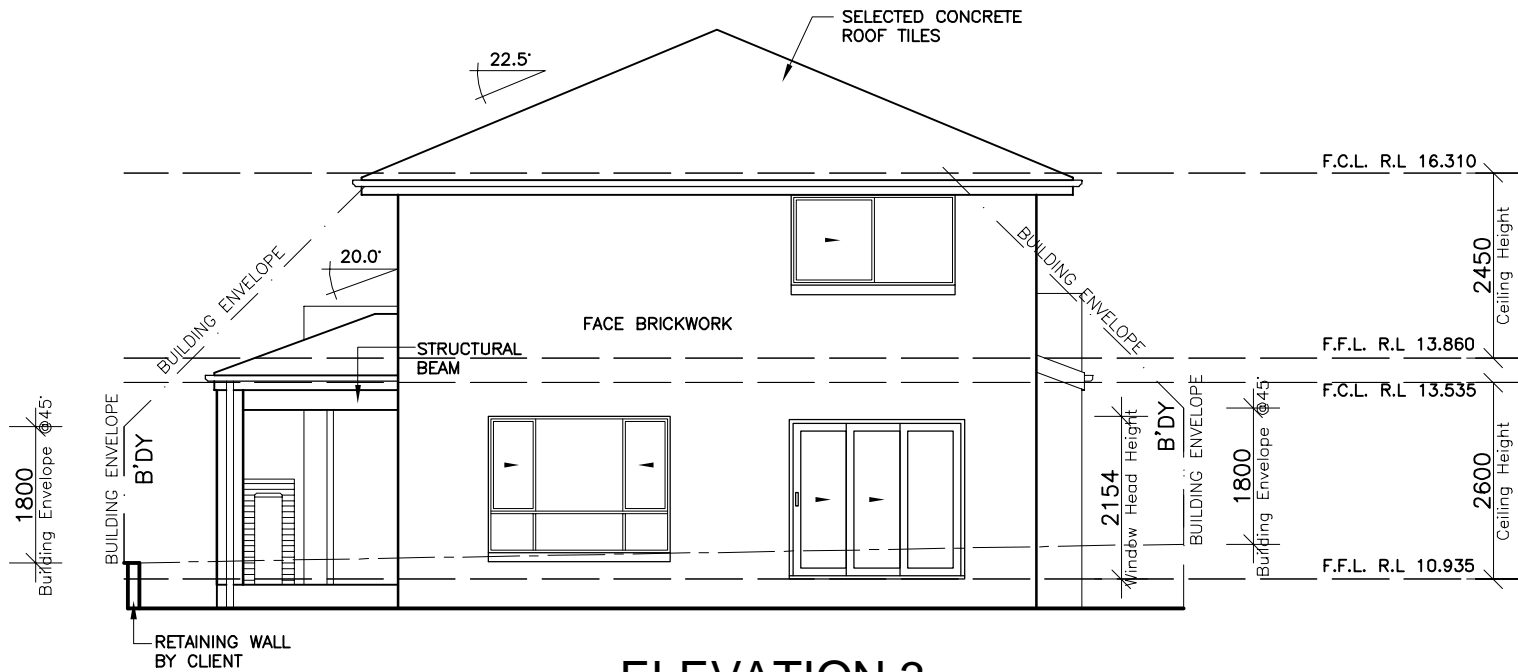 SELECTED CONCRETE
ROOF TILES
22.5°
F.C.L. R.L 16.310
BUILDING ENVELOPE
BUILDING ENVELOPE
2450
Ceiling Height
20.0°
FACE BRICKWORK
STRUCTURAL
BEAM
F.F.L. R.L 13.860
F.C.L. R.L 13.535
1800
Building Envelope @45°
BUILDING ENVELOPE
B'DY
2154
Window Head Height
B'DY
BUILDING ENVELOPE
1800
Building Envelope @45°
2600
Ceiling Height
F.F.L. R.L 10.935
RETAINING WALL
BY CLIENT
ELEVATION